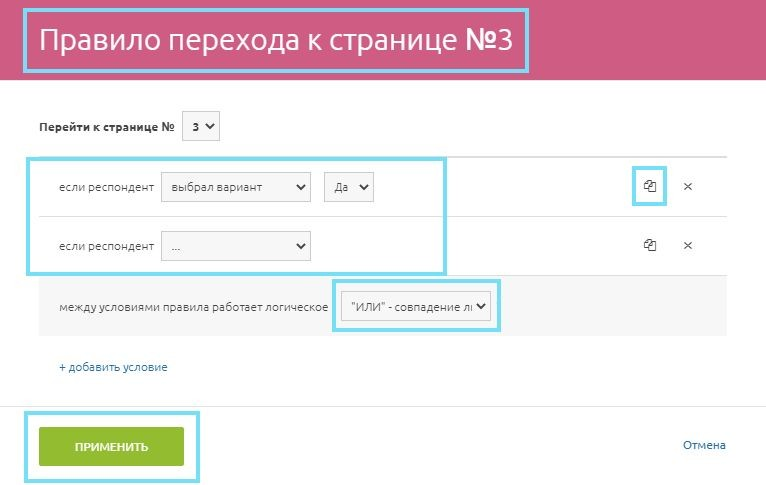 Правило перехода к странице №3
Перейти к странице № 3
если респондент выбрал вариант Да
если респондент ...
между условиями правила работает логическое "ИЛИ" - совпадение
+ добавить условие
ПРИМЕНИТЬ Отмена